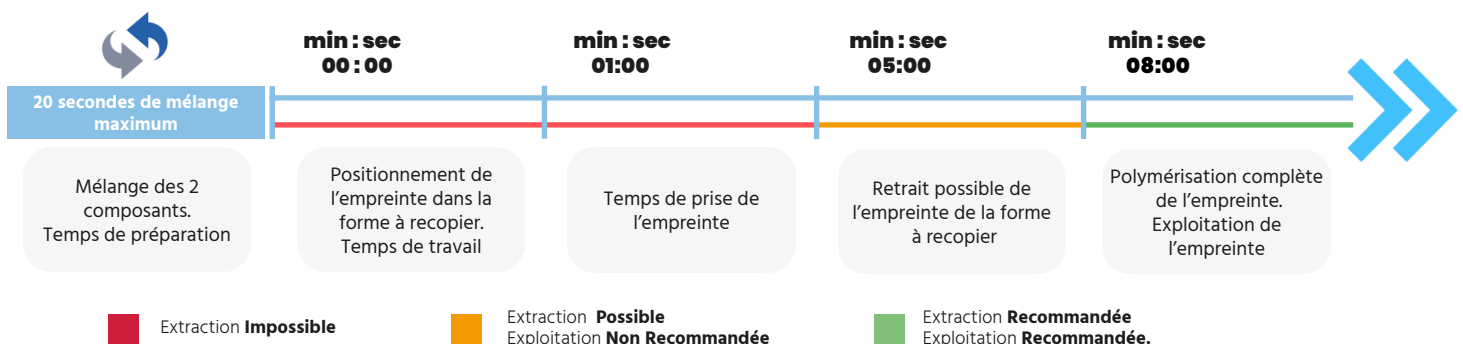 min : sec
00 : 00
min : sec
01:00
min : sec
05:00
min : sec
08:00
20 secondes de mélange
maximum
Mélange des 2
composants.
Temps de préparation
Positionnement de
l’empreinte dans la
forme à recopier.
Temps de travail
Temps de prise de
l’empreinte
Retrait possible de
l’empreinte de la forme
à recopier
Polymérisation complète
de l’empreinte.
Exploitation de
l’empreinte
Extraction Impossible
Extraction Possible
Exploitation Non Recommandée
Extraction Recommandée
Exploitation Recommandée.